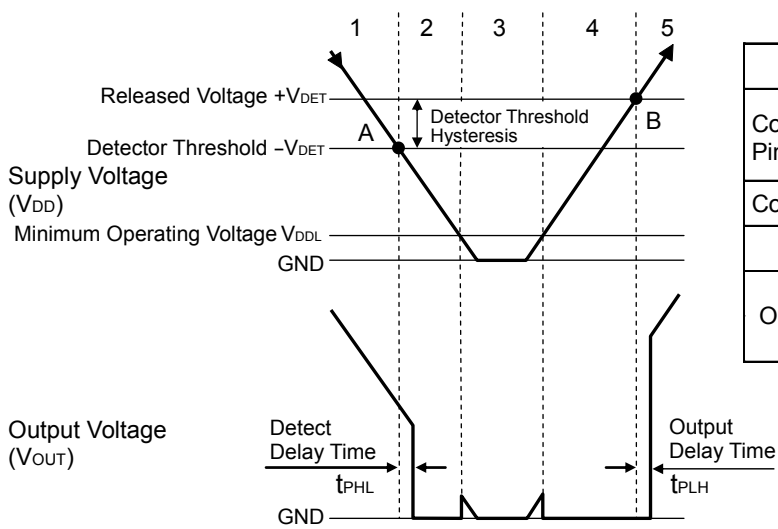 1 2 3 4 5
Released Voltage +VDET
Detector Threshold
Hysteresis
A
B
Detector Threshold –VDET
Supply Voltage
(VDD)
Minimum Operating Voltage VDDL
GND
Output Voltage
(VOUT)
Detect
Delay Time
tPHL
Output
Delay Time
tPLH
GND